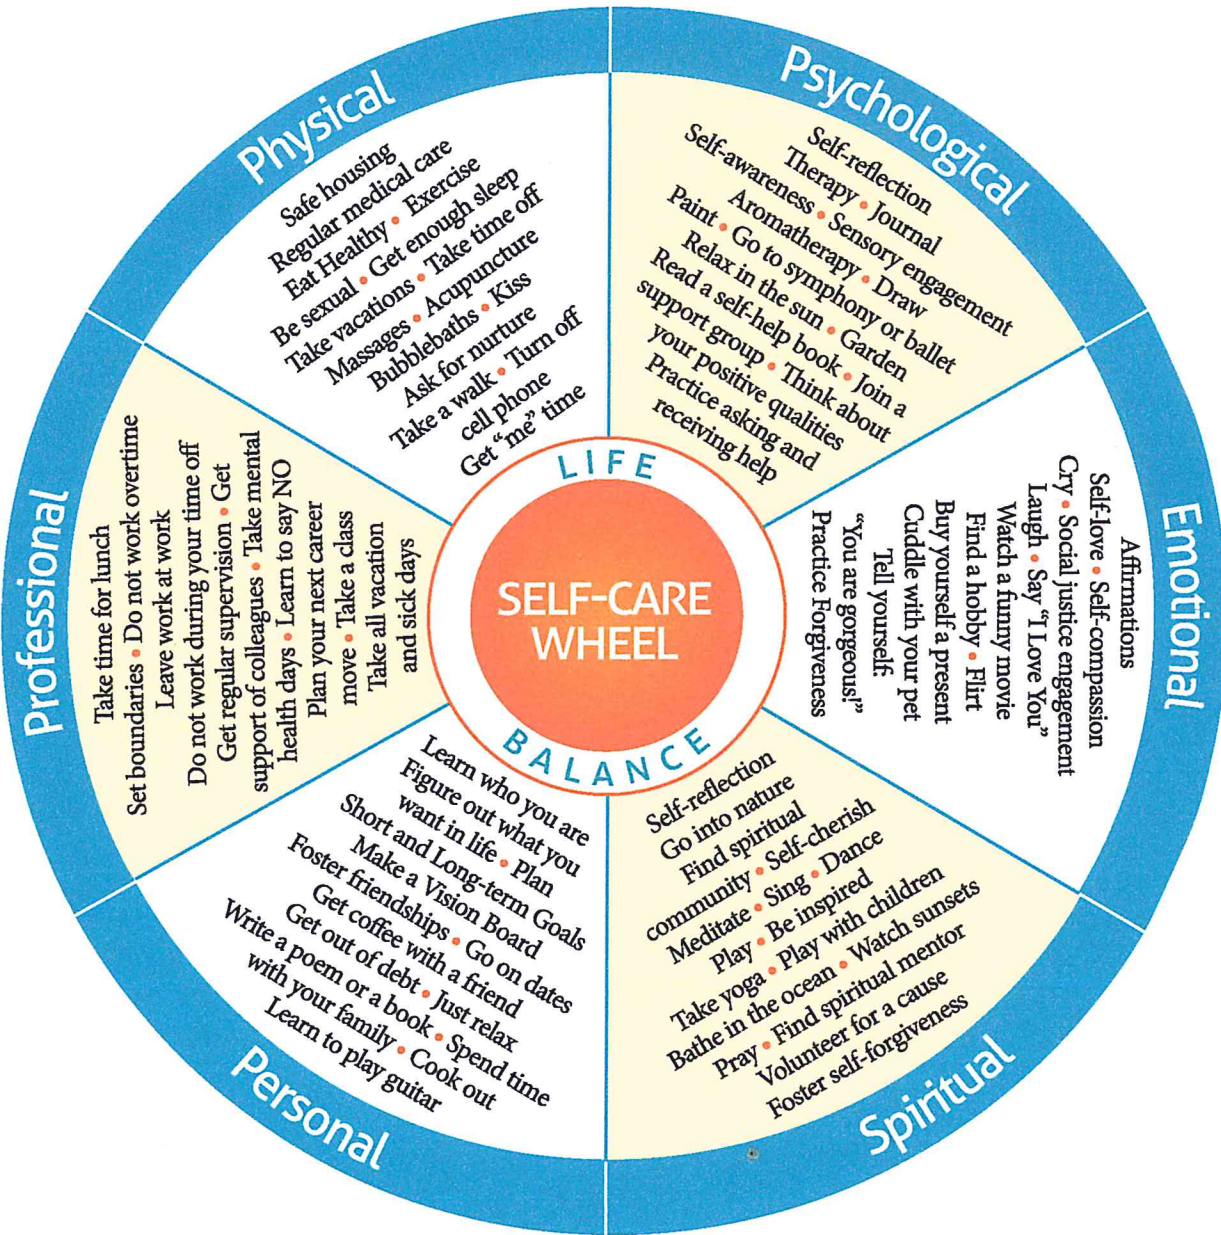 SELF-CARE
WHEEL
LIFE
BALANCE
Physical
Safe housing
Regular medical care
Eat Healthy • Exercise
Be sexual • Get enough sleep
Take vacations • Take time off
Massages • Acupuncture
Bubblebaths • Kiss
Ask for nurture
Take a walk • Turn off
cell phone
Get “me” time
Psychological
Self-reflection
Therapy • Journal
Self-awareness • Sensory engagement
Aromatherapy • Draw
Paint • Go to symphony or ballet
Relax in the sun • Garden
Read a self-help book • Join a
support group • Think about
your positive qualities
Practice asking and
receiving help
Emotional
Affirmations
Self-love • Self-compassion
Cry • Social justice engagement
Laugh • Say “I Love You”
Watch a funny movie
Find a hobby • Flirt
Buy yourself a present
Cuddle with your pet
Tell yourself:
“You are gorgeous!”
Practice Forgiveness
Spiritual
Self-reflection
Go into nature
Find spiritual
community • Self-cherish
Meditate • Sing • Dance
Play • Be inspired
Take yoga • Play with children
Bathe in the ocean • Watch sunsets
Pray • Find spiritual mentor
Volunteer for a cause
Foster self-forgiveness
Personal
Learn who you are
Figure out what you
want in life • Plan
Short and Long-term Goals
Make a Vision Board
Foster friendships • Go on dates
Get coffee with a friend
Get out of debt • Just relax
Write a poem or a book • Spend time
with your family • Cook out
Learn to play guitar
Professional
Take time for lunch
Set boundaries • Do not work overtime
Leave work at work
Do not work during your time off
Get regular supervision • Get
support of colleagues • Take mental
health days • Learn to say NO
Plan your next career
move • Take a class
Take all vacation
and sick days